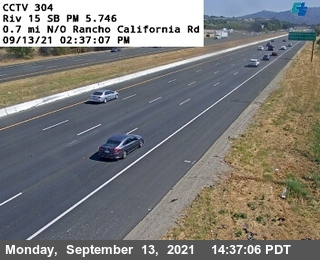 CCTV 304
Riv 15 SB PM 5.746
0.7 mi N/O Rancho California Rd
09/13/21 02:37:07 PM
Monday, September 13, 2021 14:37:06 PDT